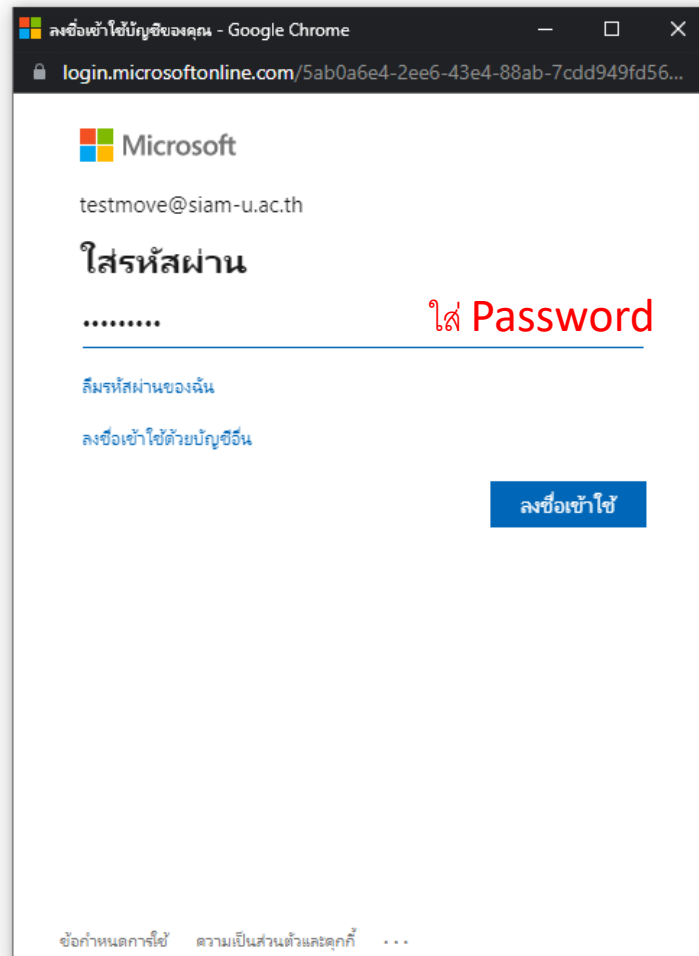 ลงชื่อเข้าใช้บัญชีของคุณ - Google Chrome
login.microsoftonline.com/5ab0a6e4-2ee6-43e4-88ab-7cdd949fd56...
Microsoft
testmove@siam-u.ac.th
ใส่รหัสผ่าน
•••••••••
ใส่ Password
ลืมรหัสผ่านของฉัน
ลงชื่อเข้าใช้ด้วยบัญชีอื่น
ลงชื่อเข้าใช้
ข้อกำหนดการใช้ ความเป็นส่วนตัวและคุกกี้ ...